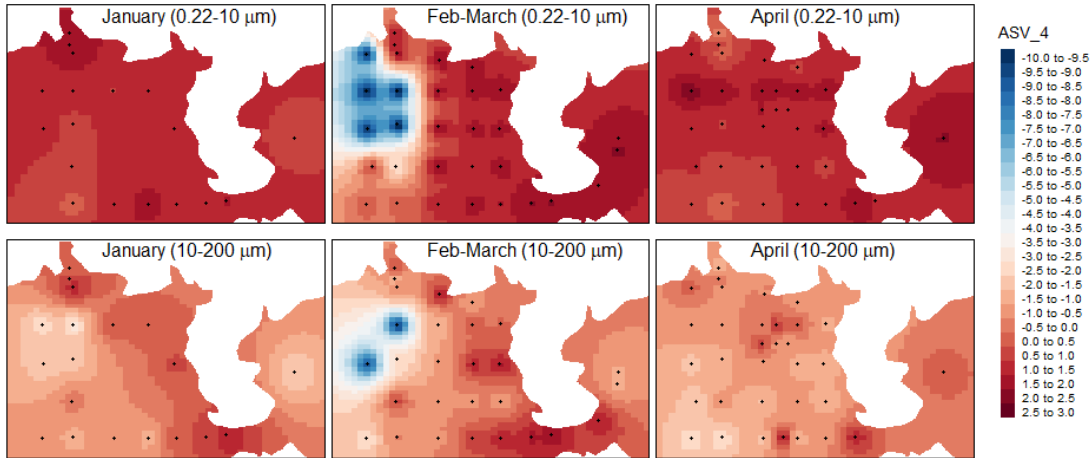 January (0.22-10 μm)
Feb-March (0.22-10 μm)
April (0.22-10 μm)
January (10-200 μm)
Feb-March (10-200 μm)
April (10-200 μm)
ASV_4
-10.0 to -9.5
-9.5 to -9.0
-9.0 to -8.5
-8.5 to -8.0
-8.0 to -7.5
-7.5 to -7.0
-7.0 to -6.5
-6.5 to -6.0
-6.0 to -5.5
-5.5 to -5.0
-5.0 to -4.5
-4.5 to -4.0
-4.0 to -3.5
-3.5 to -3.0
-3.0 to -2.5
-2.5 to -2.0
-2.0 to -1.5
-1.5 to -1.0
-1.0 to -0.5
-0.5 to 0.0
0.0 to 0.5
0.5 to 1.0
1.0 to 1.5
1.5 to 2.0
2.0 to 2.5
2.5 to 3.0